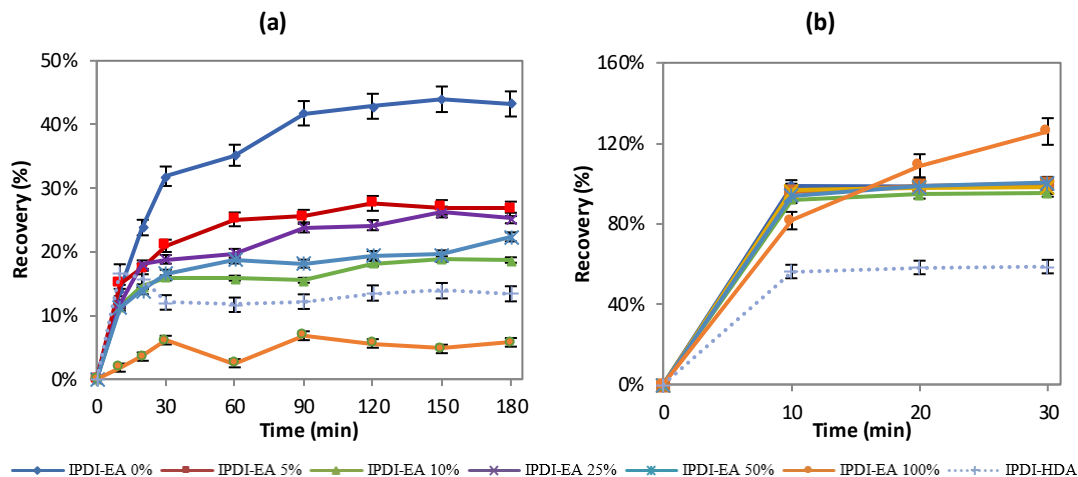 (a)
50%
40%
30%
20%
10%
0%
Recovery (%)
0 10 20 30 60 90 120 150 180
Time (min)
(b)
160%
120%
80%
40%
0%
Recovery (%)
0 10 20 30
Time (min)
IPDI-EA 0% IPDI-EA 5% IPDI-EA 10% IPDI-EA 25% IPDI-EA 50% IPDI-EA 100% IPDI-HDA